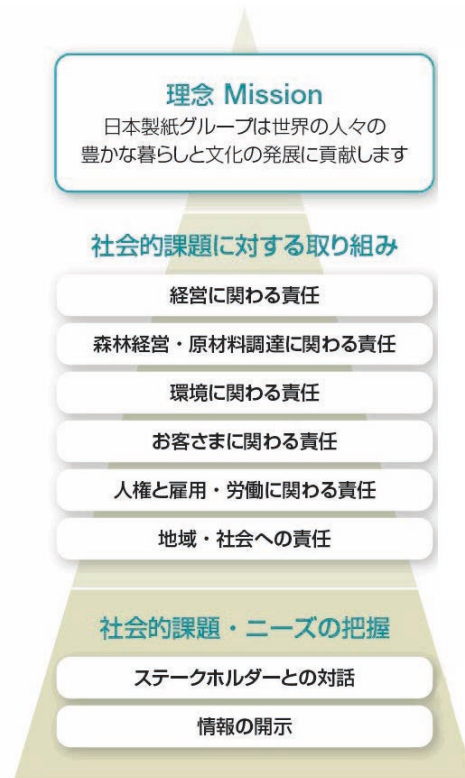 理念 Mission
日本製紙グループは世界の人々の
豊かな暮らしと文化の発展に貢献します
社会的課題に対する取り組み
経営に関わる責任
森林経営・原材料調達に関わる責任
環境に関わる責任
お客さまに関わる責任
人権と雇用・労働に関わる責任
地域・社会への責任
社会的課題・ニーズの把握
ステークホルダーとの対話
情報の開示